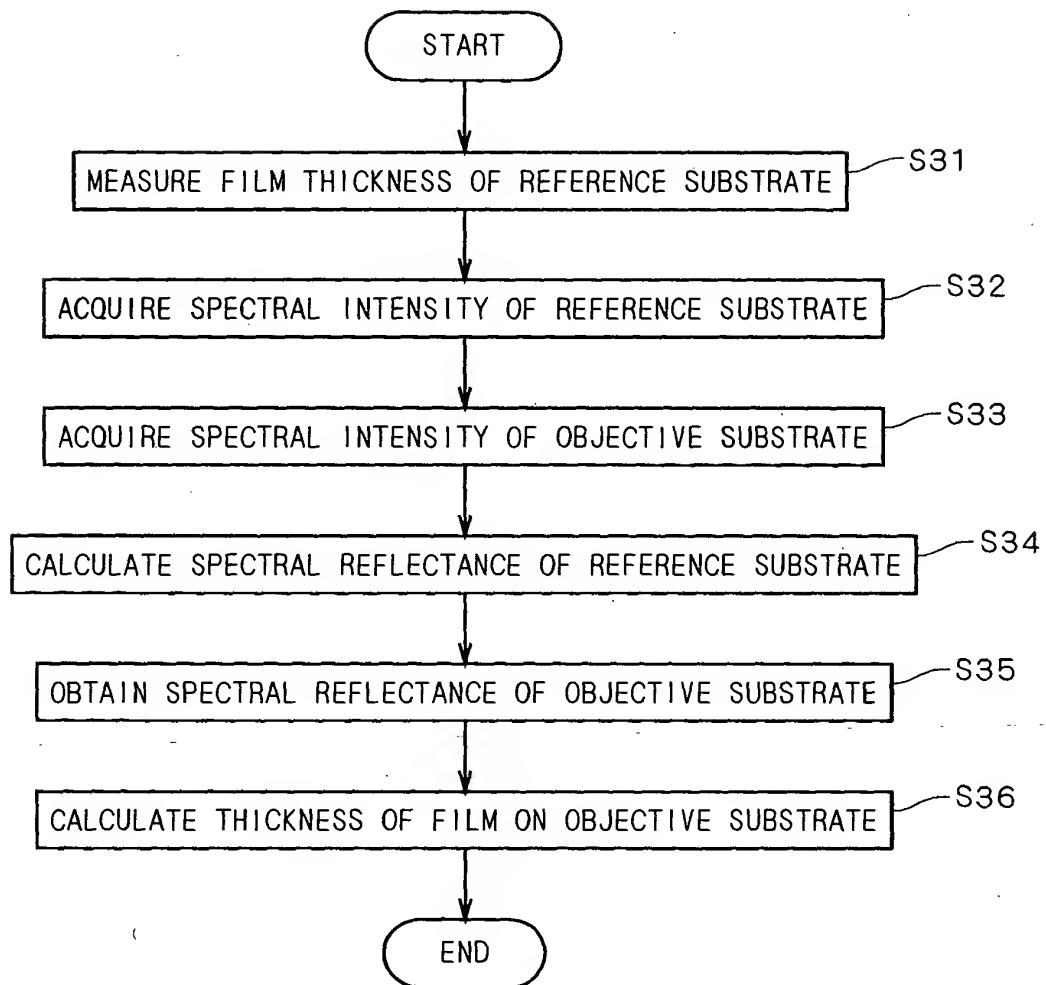 START
MEASURE FILM THICKNESS OF REFERENCE SUBSTRATE
S31
ACQUIRE SPECTRAL INTENSITY OF REFERENCE SUBSTRATE
S32
ACQUIRE SPECTRAL INTENSITY OF OBJECTIVE SUBSTRATE
S33
CALCULATE SPECTRAL REFLECTANCE OF REFERENCE SUBSTRATE
S34
OBTAIN SPECTRAL REFLECTANCE OF OBJECTIVE SUBSTRATE
S35
CALCULATE THICKNESS OF FILM ON OBJECTIVE SUBSTRATE
S36
END